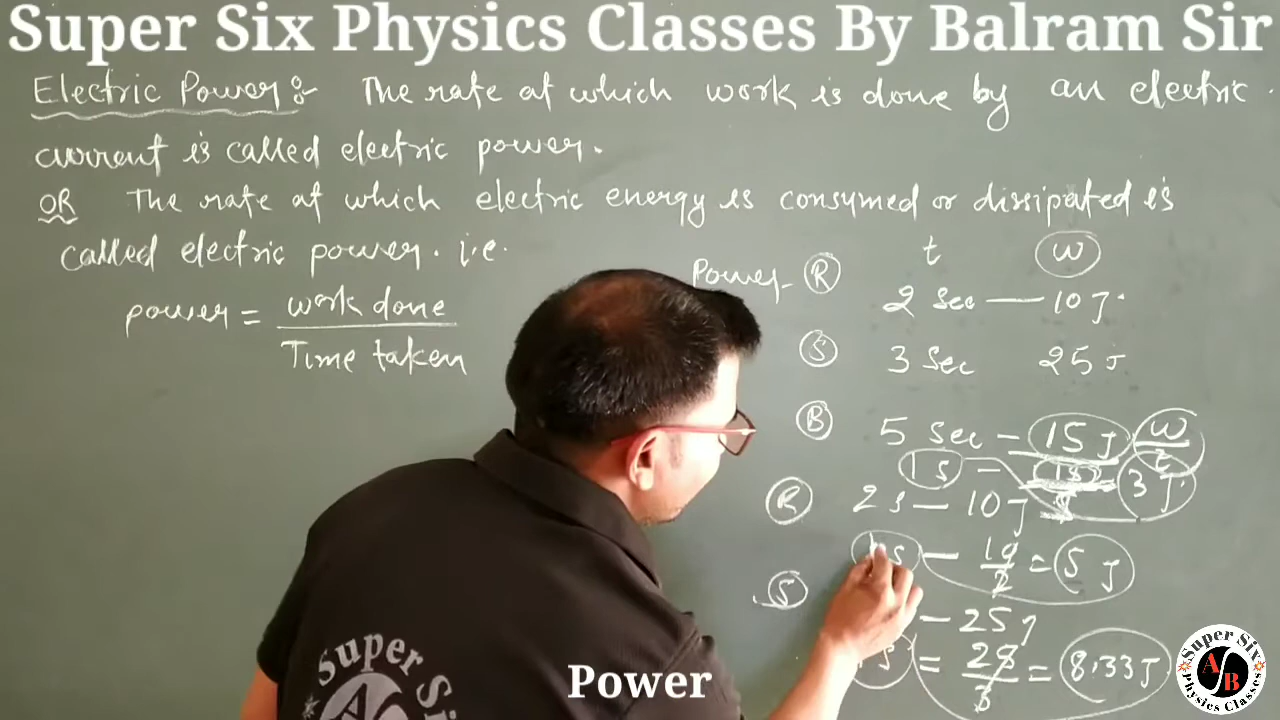 Super Six Physics Classes By Balram Sir
Electric Power :- The rate at which work is done by an electric
current is called electric power.
OR The rate at which electric energy is consumed or dissipated is
called electric power. i.e.
power = work done
Time taken
t W
Power - R 2 Sec — 10 J
S 3 Sec 25 J
B 5 Sec - 15 J W
t
1 s - 3 J
R 2 s - 10 J
1 s - 10 = 5 J
2
S - 25 J
s = 25 = 8.33 J
3
Super Six
Power
Super Six
AB
Physics Classes